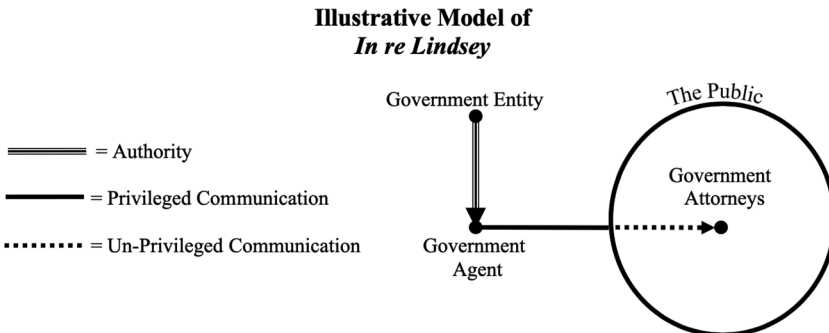 Illustrative Model of
In re Lindsey
Government Entity
The Public
= Authority
Government
Attorneys
= Privileged Communication
= Un-Privileged Communication
Government
Agent